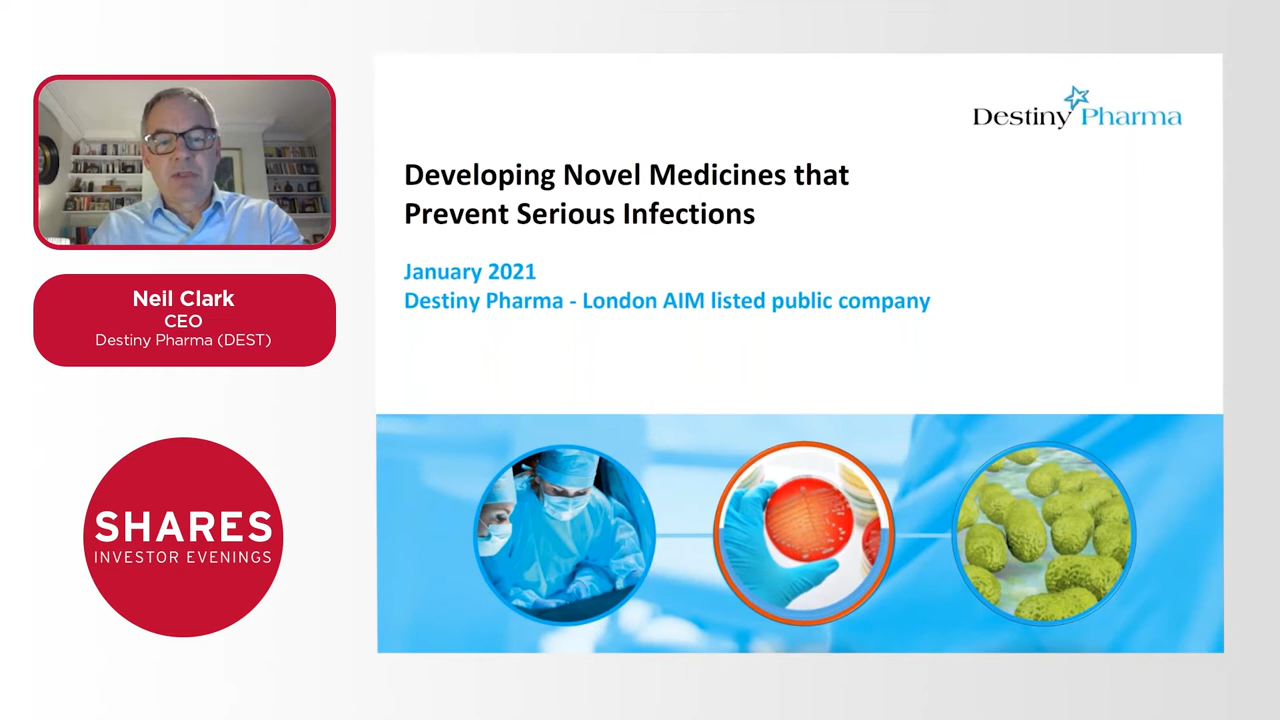 Neil Clark
CEO
Destiny Pharma (DEST)
SHARES
INVESTOR EVENINGS
Destiny Pharma
Developing Novel Medicines that
Prevent Serious Infections
January 2021
Destiny Pharma - London AIM listed public company